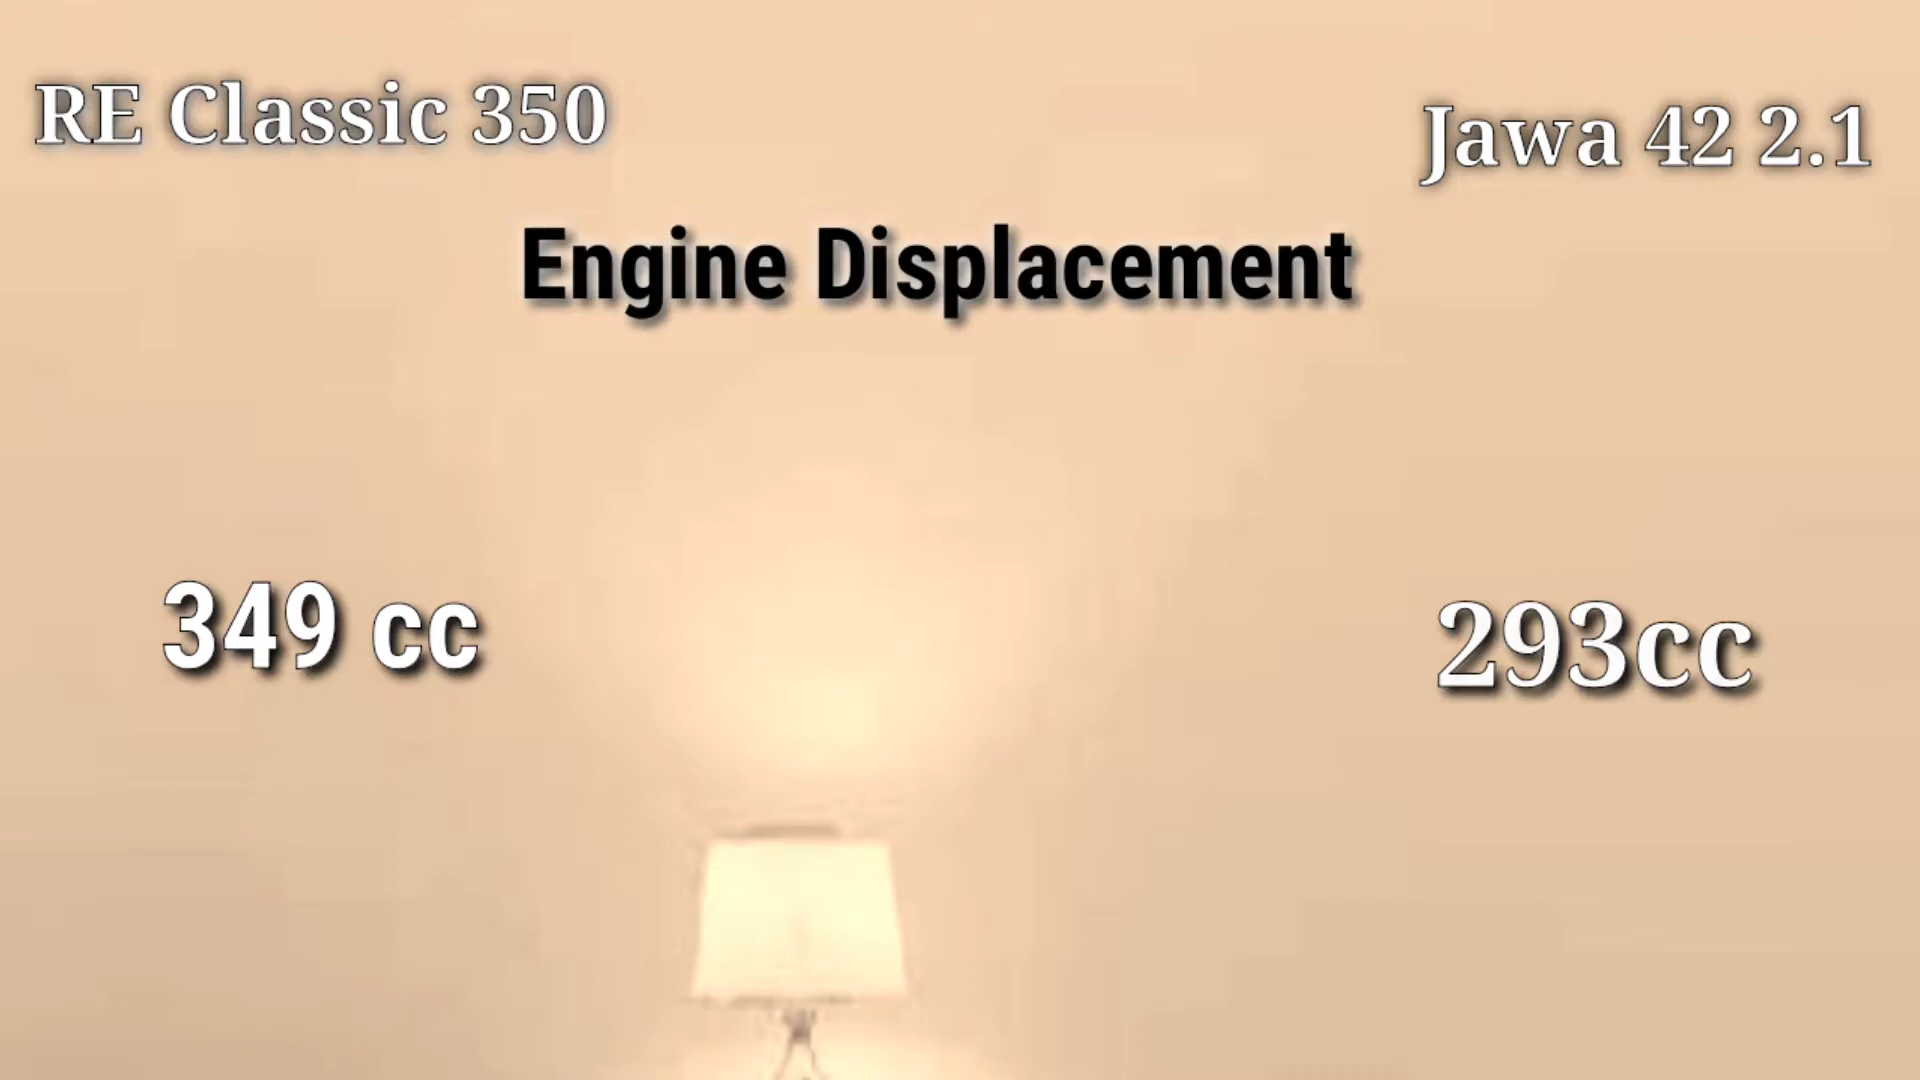 RE Classic 350
Jawa 42 2.1
Engine Displacement
349 cc
293cc